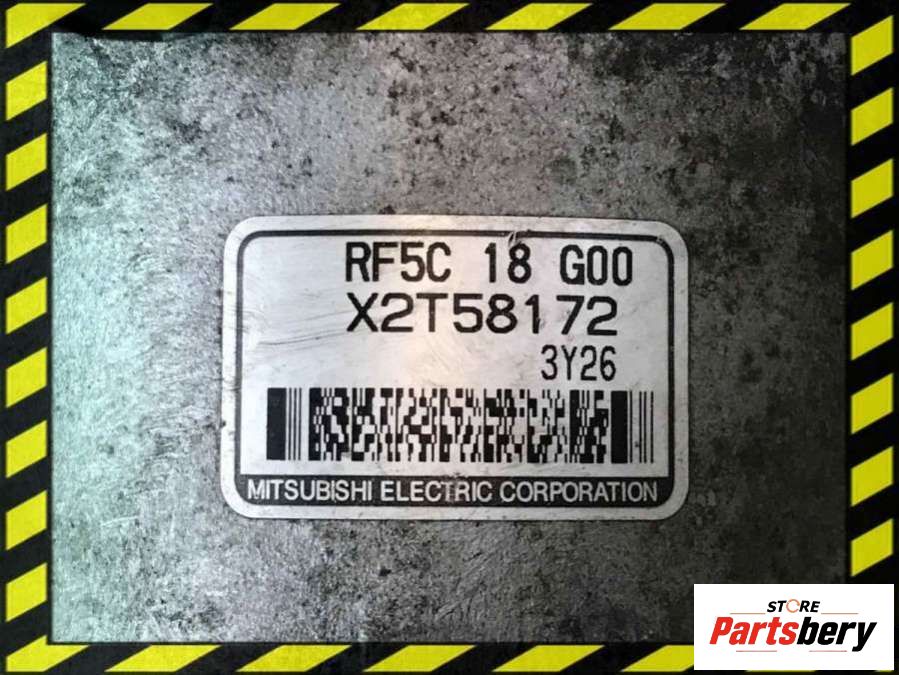 RF5C 18 G00
X2T58172
3Y26
MITSUBISHI ELECTRIC CORPORATION
STORE
Partsbery